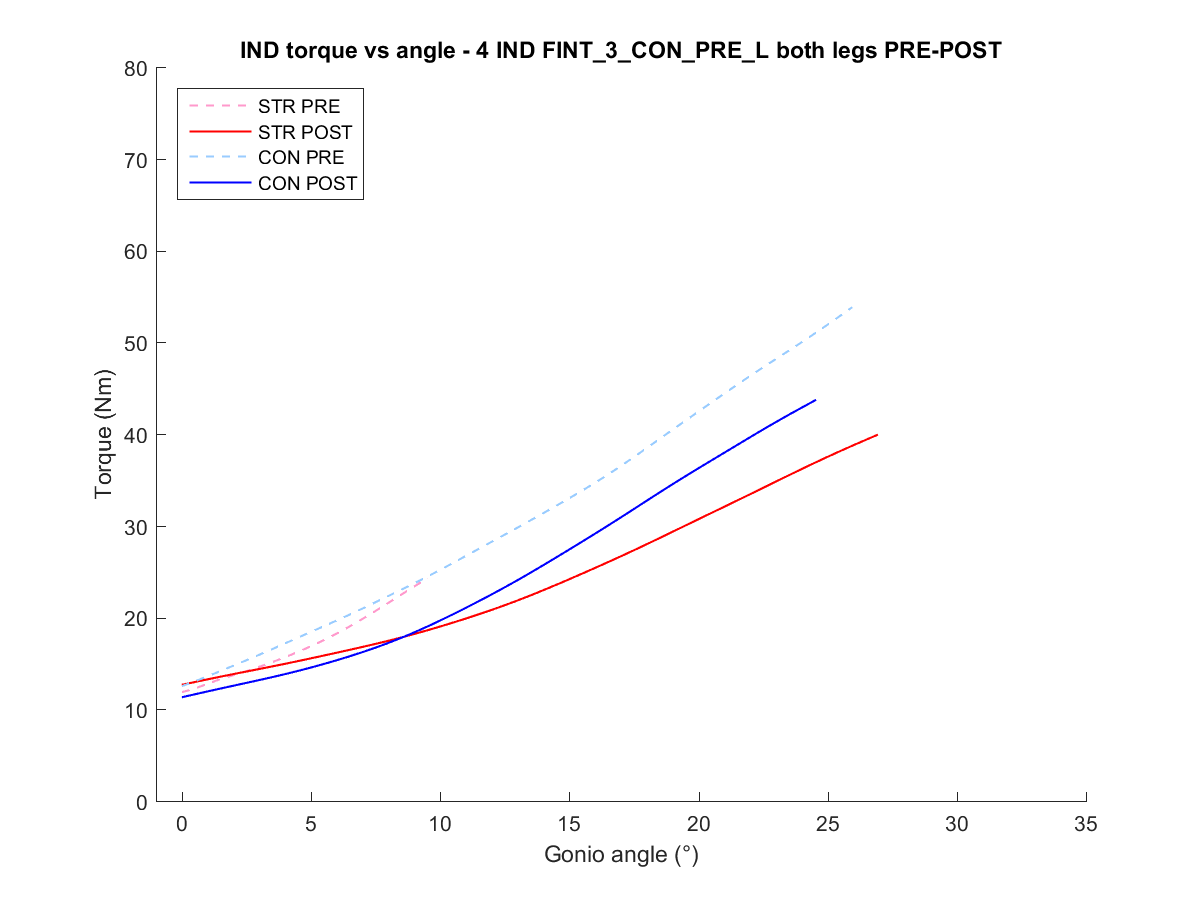 IND torque vs angle - 4 IND FINT_3_CON_PRE_L both legs PRE-POST
80
70
60
50
40
30
20
10
0
Torque (Nm)
STR PRE
STR POST
CON PRE
CON POST
0 5 10 15 20 25 30 35
Gonio angle (°)